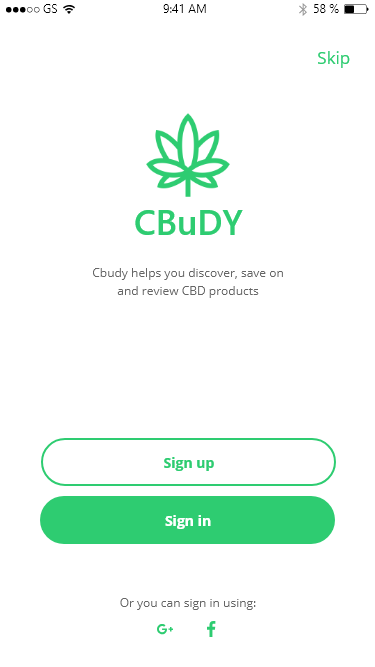 GS 9:41 AM 58 %
Skip
CBuDY
Cbudy helps you discover, save on
and review CBD products
Sign up
Sign in
Or you can sign in using:
G+ f